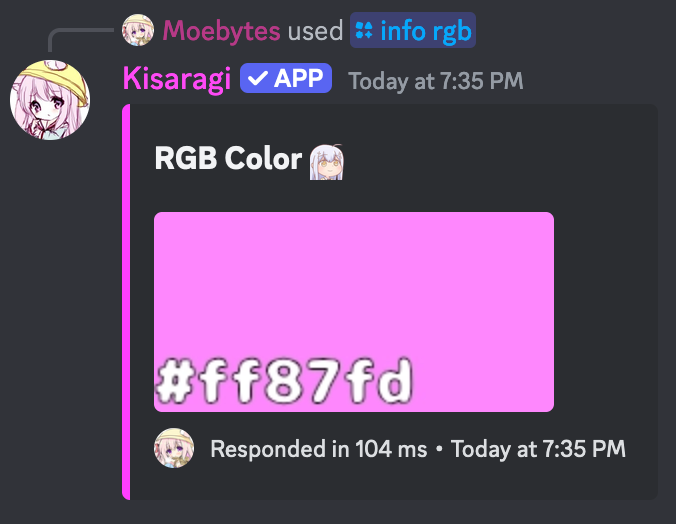 Moebytes used info rgb
Kisaragi APP Today at 7:35 PM
RGB Color
#ff87fd
Responded in 104 ms • Today at 7:35 PM